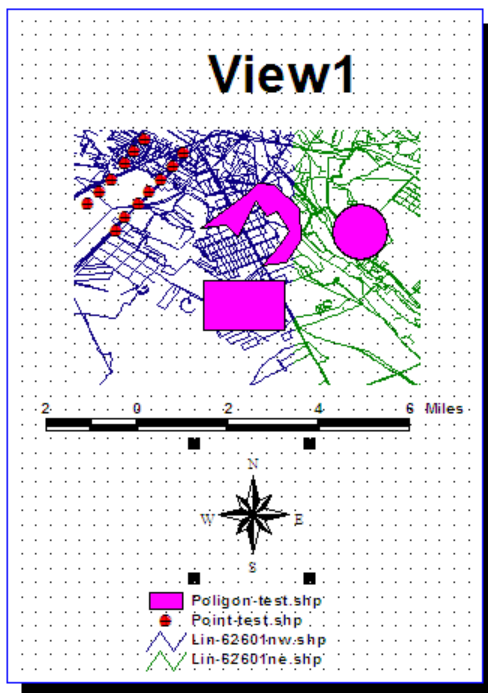 View1
2 0 2 4 6 Miles
N
W E
S
Poligon-test.shp
Point-test.shp
Lin-62601nw.shp
Lin-62601ne.shp